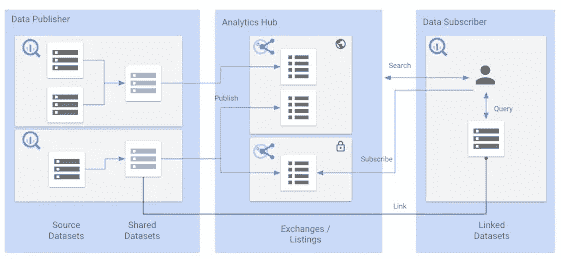 Data Publisher
Analytics Hub
Data Subscriber
Search
Publish
Query
Subscribe
Link
Source
Datasets
Shared
Datasets
Exchanges /
Listings
Linked
Datasets